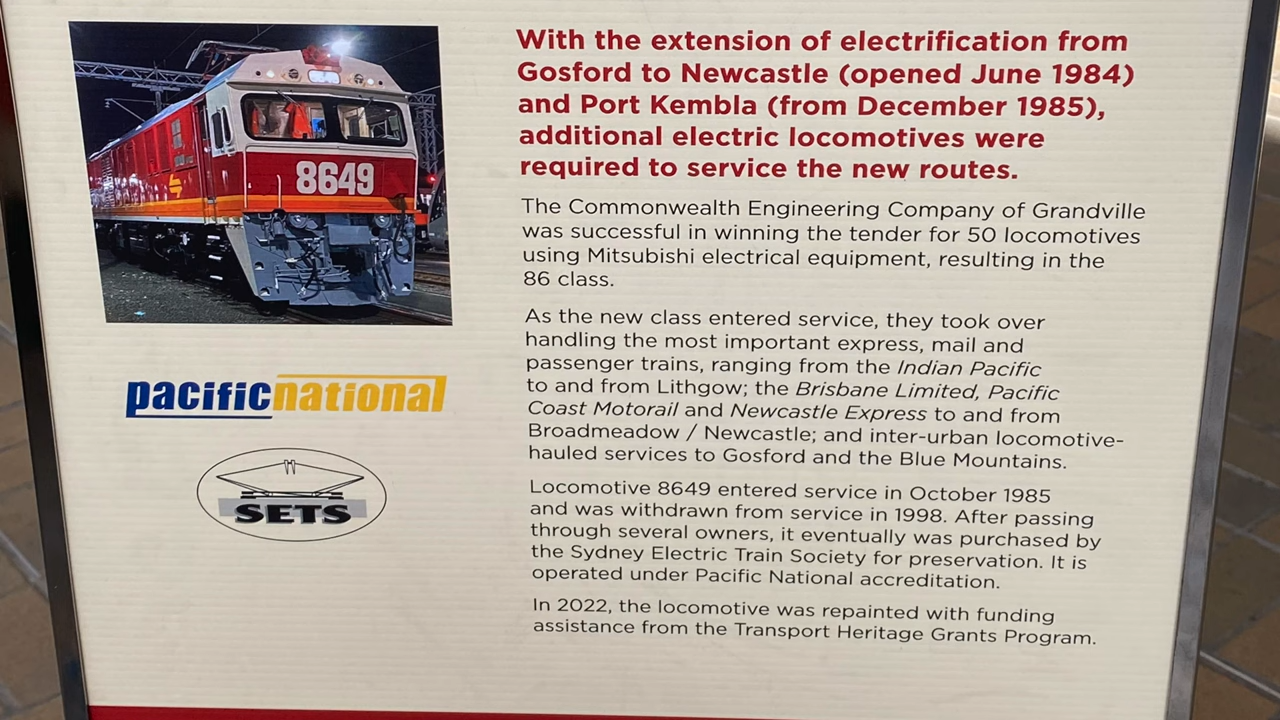 8649
pacificnational
SETS
With the extension of electrification from
Gosford to Newcastle (opened June 1984)
and Port Kembla (from December 1985),
additional electric locomotives were
required to service the new routes.
The Commonwealth Engineering Company of Grandville
was successful in winning the tender for 50 locomotives
using Mitsubishi electrical equipment, resulting in the
86 class.
As the new class entered service, they took over
handling the most important express, mail and
passenger trains, ranging from the Indian Pacific
to and from Lithgow; the Brisbane Limited, Pacific
Coast Motorail and Newcastle Express to and from
Broadmeadow / Newcastle; and inter-urban locomotive-
hauled services to Gosford and the Blue Mountains.
Locomotive 8649 entered service in October 1985
and was withdrawn from service in 1998. After passing
through several owners, it eventually was purchased by
the Sydney Electric Train Society for preservation. It is
operated under Pacific National accreditation.
In 2022, the locomotive was repainted with funding
assistance from the Transport Heritage Grants Program.